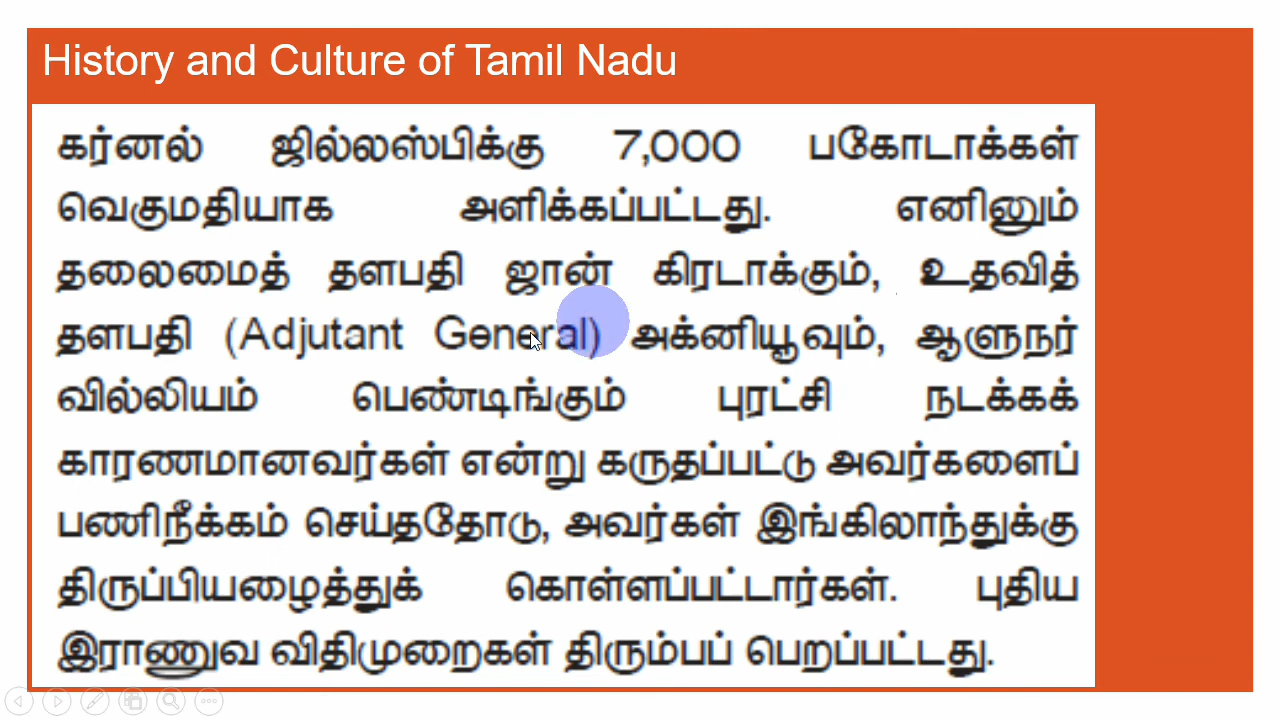 History and Culture of Tamil Nadu
கர்னல் ஜில்லஸ்பிக்கு 7,000 பகோடாக்கள்
வெகுமதியாக அளிக்கப்பட்டது. எனினும்
தலைமைத் தளபதி ஜான் கிரடாக்கும், உதவித்
தளபதி (Adjutant General) அக்னியூவும், ஆளுநர்
வில்லியம் பெண்டிங்கும் புரட்சி நடக்கக்
காரணமானவர்கள் என்று கருதப்பட்டு அவர்களைப்
பணிநீக்கம் செய்ததோடு, அவர்கள் இங்கிலாந்துக்கு
திருப்பியழைத்துக் கொள்ளப்பட்டார்கள். புதிய
இராணுவ விதிமுறைகள் திரும்பப் பெறப்பட்டது.